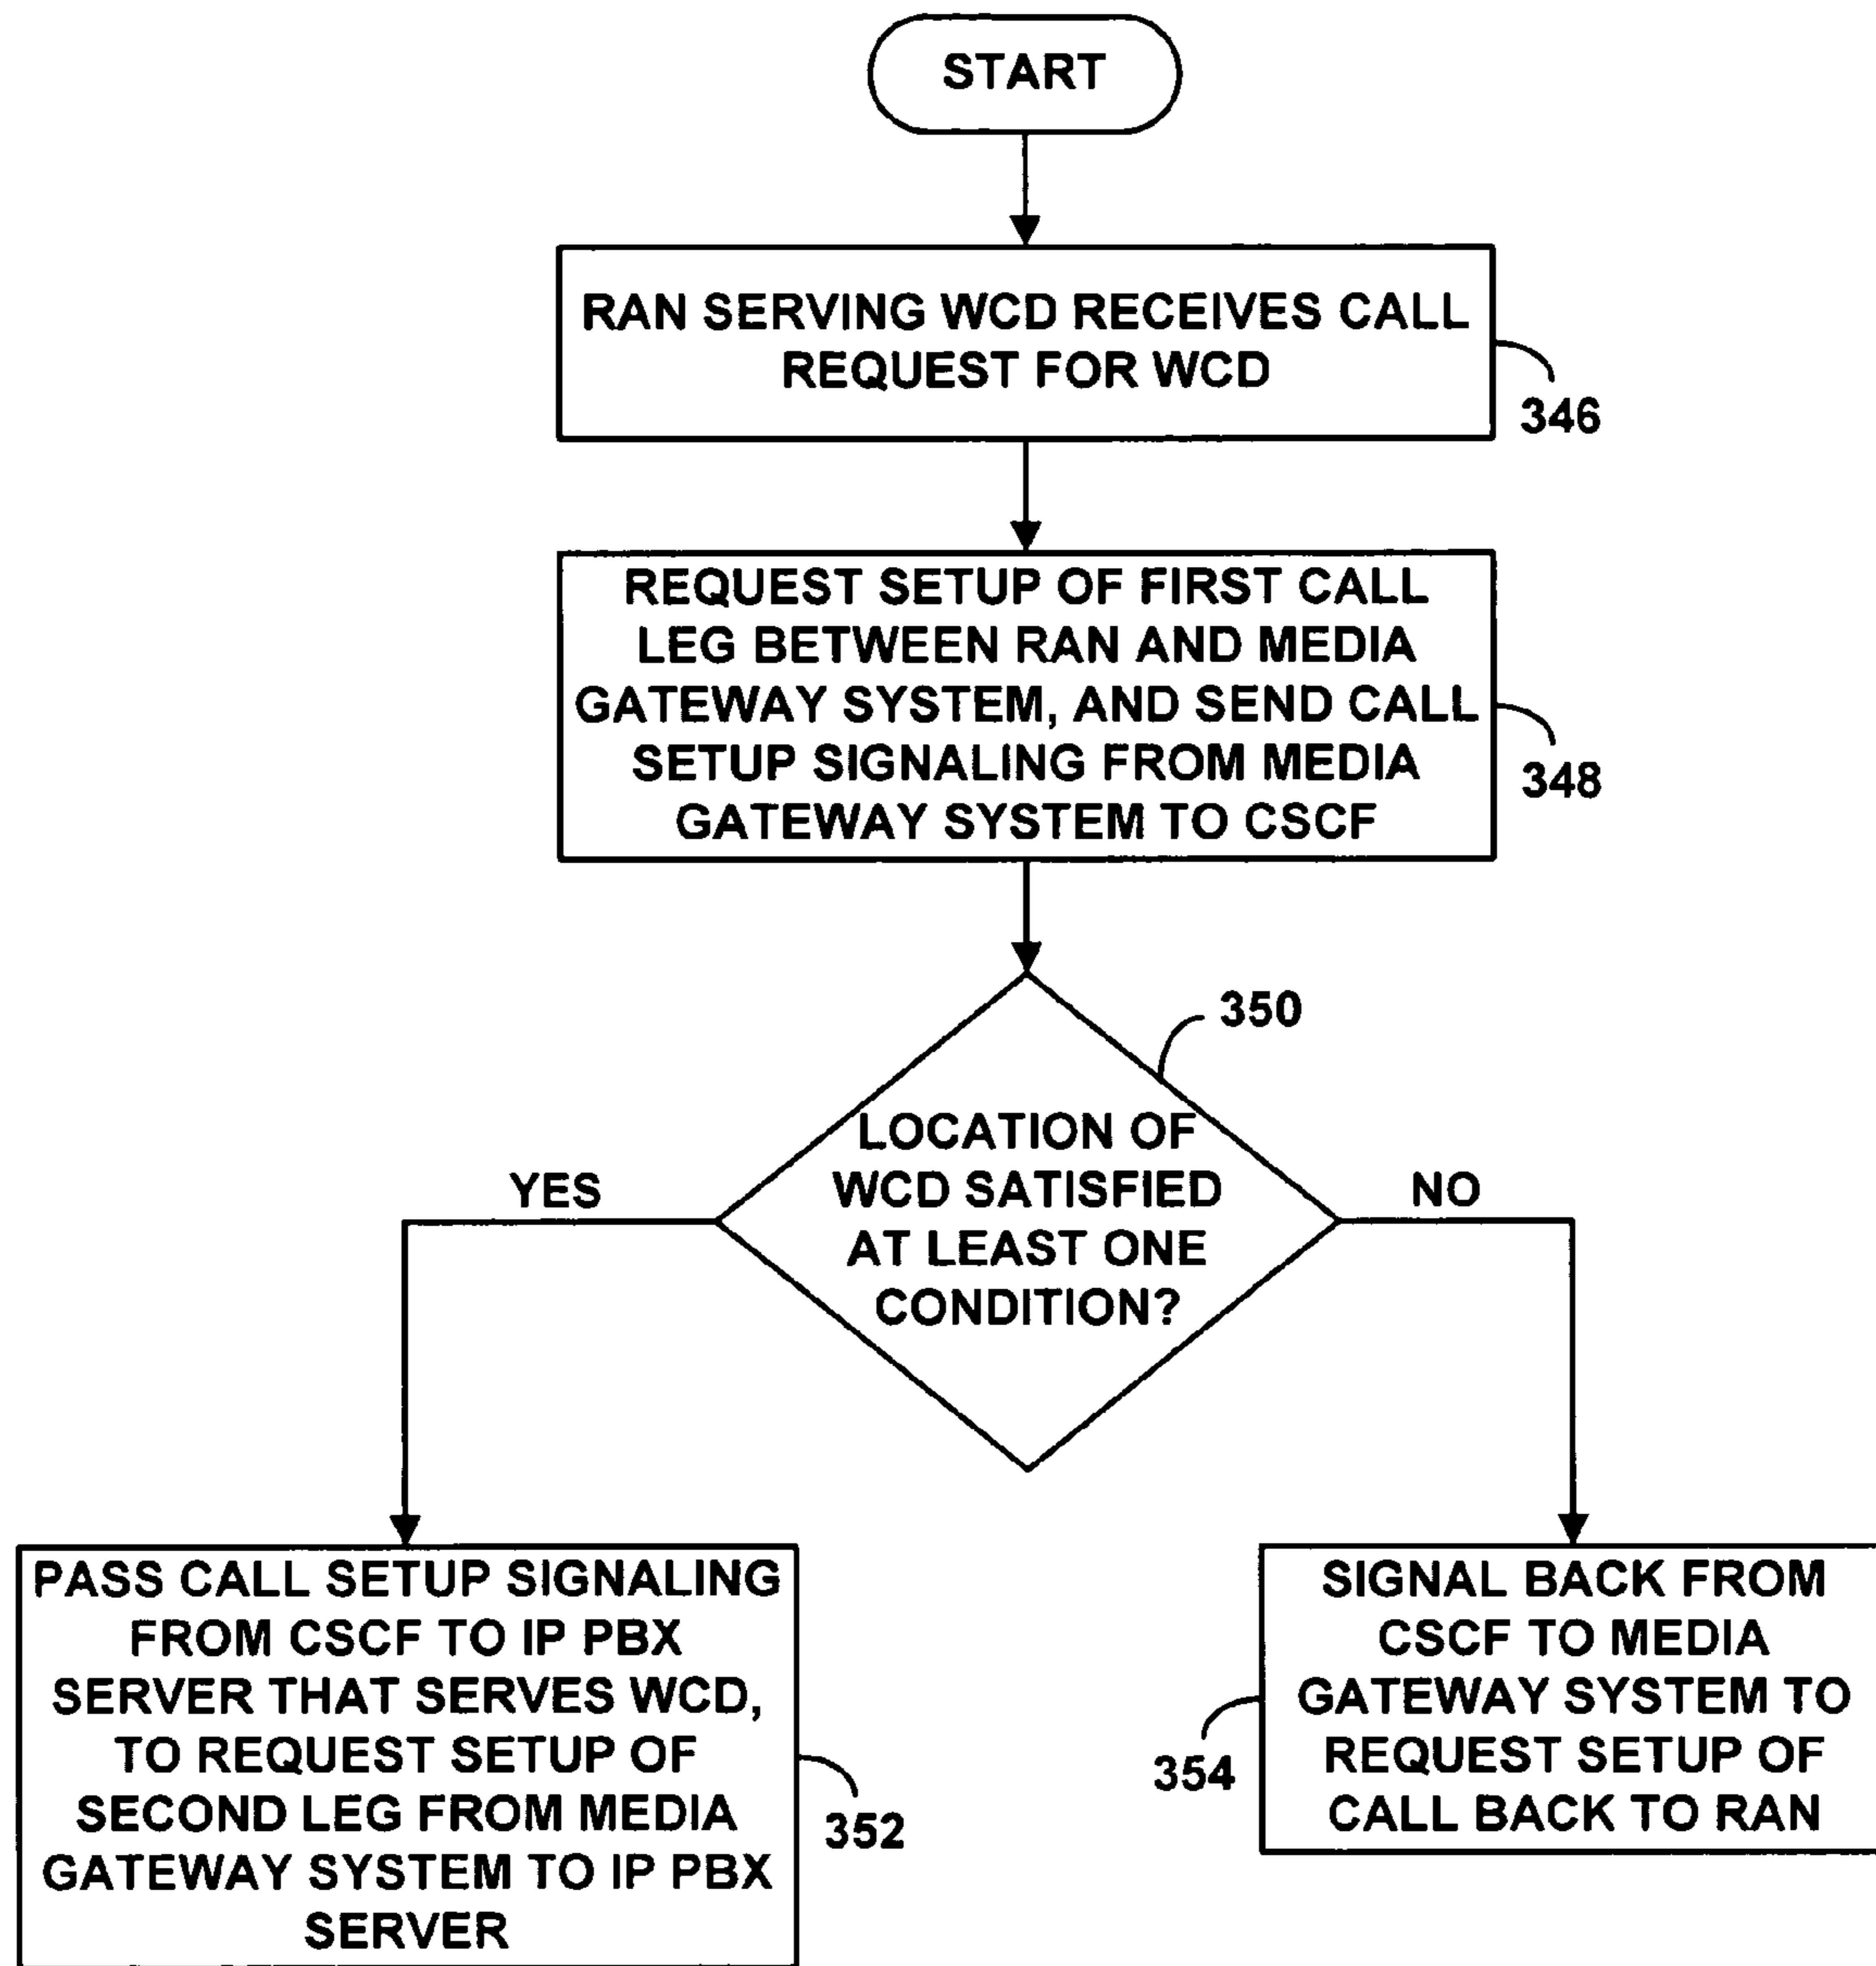 START
RAN SERVING WCD RECEIVES CALL
REQUEST FOR WCD
346
REQUEST SETUP OF FIRST CALL
LEG BETWEEN RAN AND MEDIA
GATEWAY SYSTEM, AND SEND CALL
SETUP SIGNALING FROM MEDIA
GATEWAY SYSTEM TO CSCF
348
350
LOCATION OF
WCD SATISFIED
AT LEAST ONE
CONDITION?
YES
NO
PASS CALL SETUP SIGNALING
FROM CSCF TO IP PBX
SERVER THAT SERVES WCD,
TO REQUEST SETUP OF
SECOND LEG FROM MEDIA
GATEWAY SYSTEM TO IP PBX
SERVER
352
SIGNAL BACK FROM
CSCF TO MEDIA
GATEWAY SYSTEM TO
REQUEST SETUP OF
CALL BACK TO RAN
354